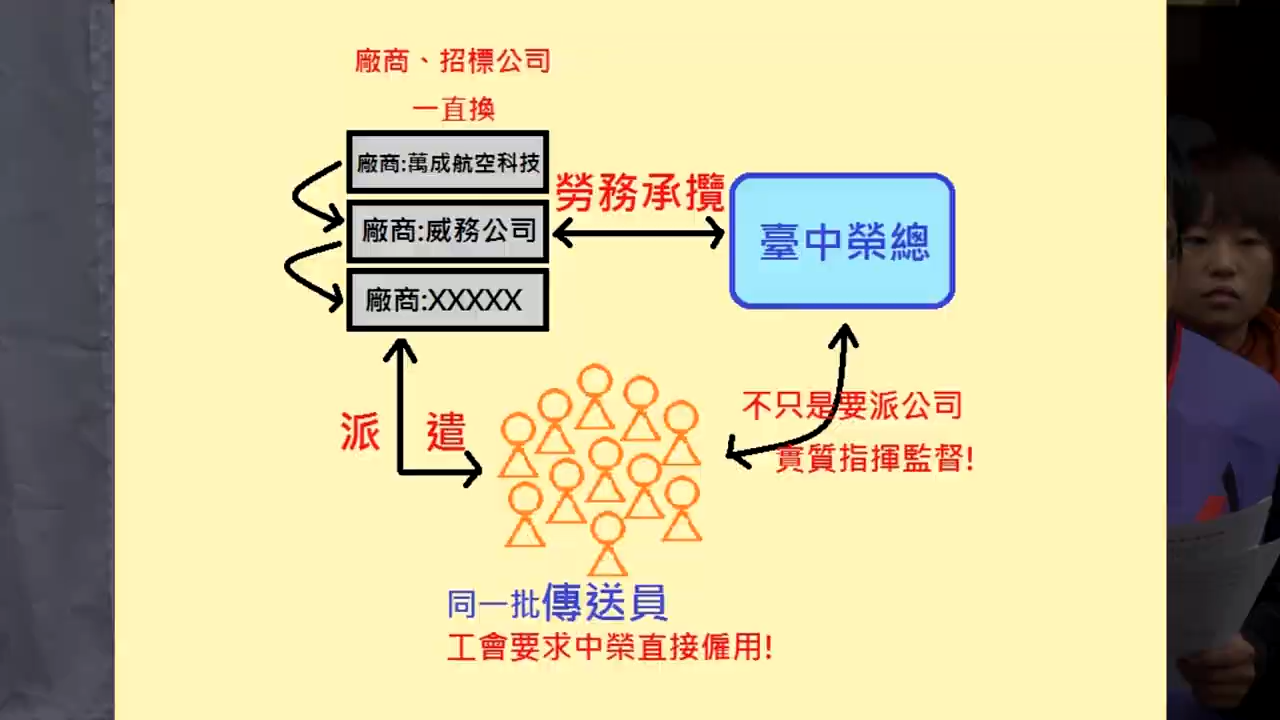 廠商、招標公司
一直換
廠商:萬成航空科技
廠商:威務公司
廠商:XXXXX
勞務承攬
臺中榮總
派遣
不只是要派公司
實質指揮監督!
同一批傳送員
工會要求中榮直接僱用!